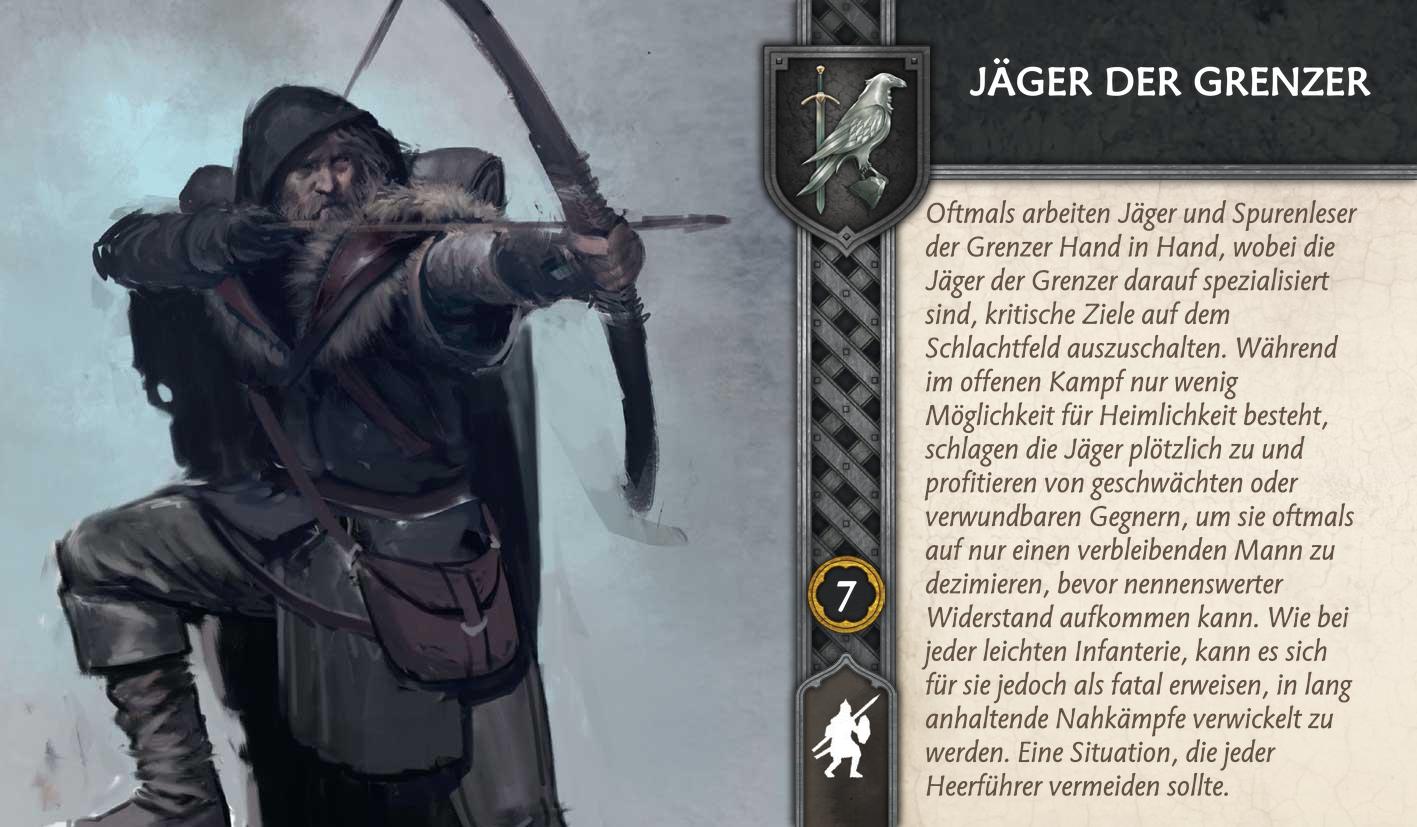 JÄGER DER GRENZER
Oftmals arbeiten Jäger und Spurenleser
der Grenzer Hand in Hand, wobei die
Jäger der Grenzer darauf spezialisiert
sind, kritische Ziele auf dem
Schlachtfeld auszuschalten. Während
im offenen Kampf nur wenig
Möglichkeit für Heimlichkeit besteht,
schlagen die Jäger plötzlich zu und
profitieren von geschwächten oder
verwundbaren Gegnern, um sie oftmals
auf nur einen verbleibenden Mann zu
dezimieren, bevor nennenswerter
Widerstand aufkommen kann. Wie bei
jeder leichten Infanterie, kann es sich
für sie jedoch als fatal erweisen, in lang
anhaltende Nahkämpfe verwickelt zu
werden. Eine Situation, die jeder
Heerführer vermeiden sollte.
7